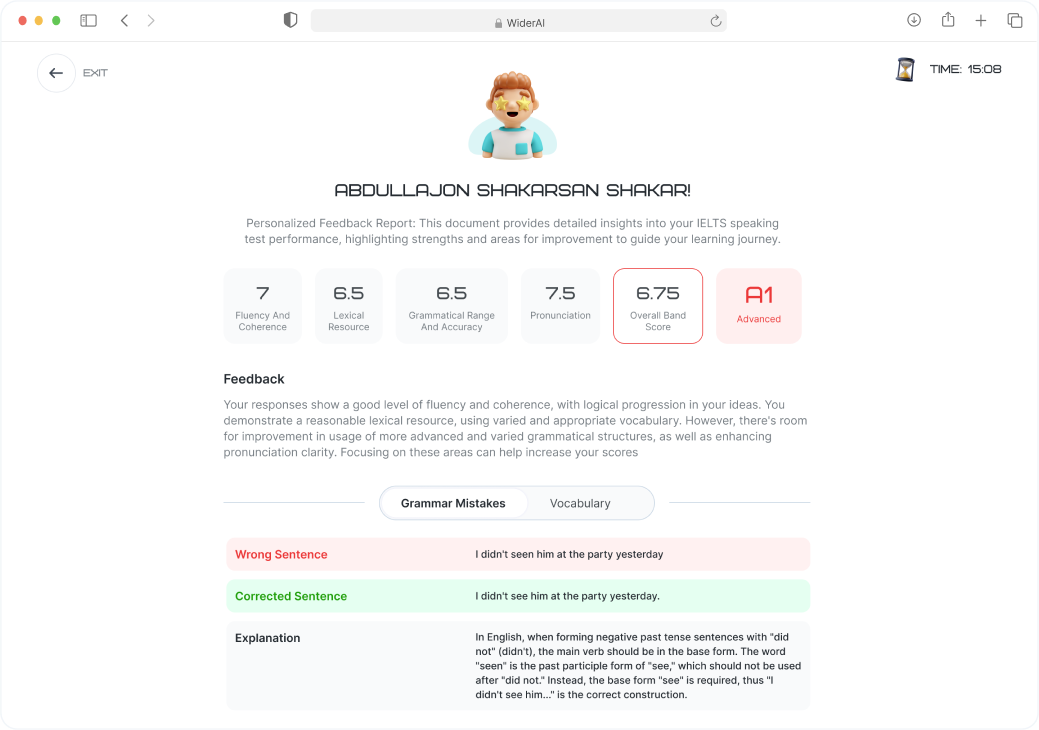 WiderAI
EXIT
TIME: 15:08
ABDULLAJON SHAKARSAN SHAKAR!
Personalized Feedback Report: This document provides detailed insights into your IELTS speaking
test performance, highlighting strengths and areas for improvement to guide your learning journey.
7
Fluency And
Coherence
6.5
Lexical
Resource
6.5
Grammatical Range
And Accuracy
7.5
Pronunciation
6.75
Overall Band
Score
A1
Advanced
Feedback
Your responses show a good level of fluency and coherence, with logical progression in your ideas. You
demonstrate a reasonable lexical resource, using varied and appropriate vocabulary. However, there's room
for improvement in usage of more advanced and varied grammatical structures, as well as enhancing
pronunciation clarity. Focusing on these areas can help increase your scores
Grammar Mistakes
Vocabulary
Wrong Sentence
I didn't seen him at the party yesterday
Corrected Sentence
I didn't see him at the party yesterday.
Explanation
In English, when forming negative past tense sentences with "did
not" (didn't), the main verb should be in the base form. The word
"seen" is the past participle form of "see," which should not be used
after "did not." Instead, the base form "see" is required, thus "I
didn't see him..." is the correct construction.